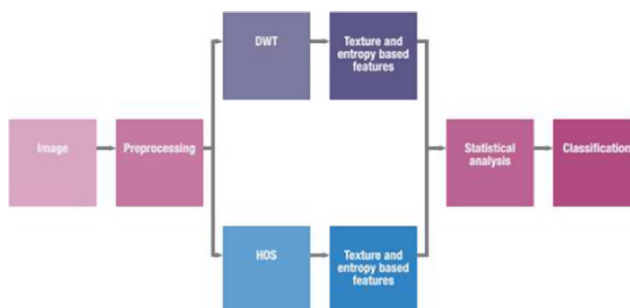 DWT
Texture and
entropy based
features
Image
Preprocessing
Statistical
analysis
Classification
HOS
Texture and
entropy based
features